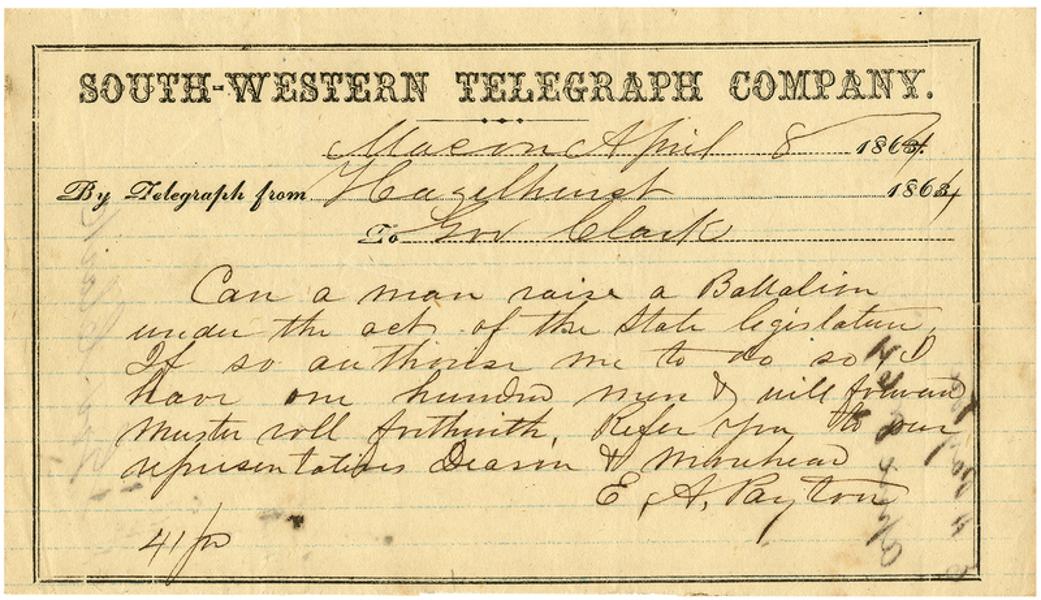 SOUTH-WESTERN TELEGRAPH COMPANY.
Macon April 8 1864
By Telegraph from Hazelhurst 1864
To Gov Clark
Can a man raise a Battalion
under the act of the State legislature,
If so authorise me to do so, I
have one hundred men & will forward
muster roll forthwith, Refer you to our
representatives Deason & Morehead
E, A, Payton
41/